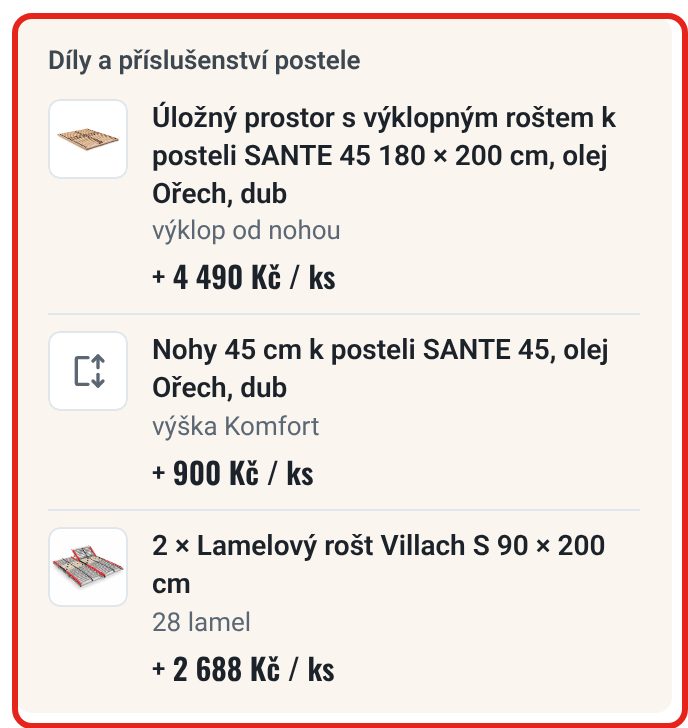 Díly a příslušenství postele
Úložný prostor s výklopným roštem k
posteli SANTE 45 180 × 200 cm, olej
Ořech, dub
výklop od nohou
+ 4 490 Kč / ks
Nohy 45 cm k posteli SANTE 45, olej
Ořech, dub
výška Komfort
+ 900 Kč / ks
2 × Lamelový rošt Villach S 90 × 200
cm
28 lamel
+ 2 688 Kč / ks